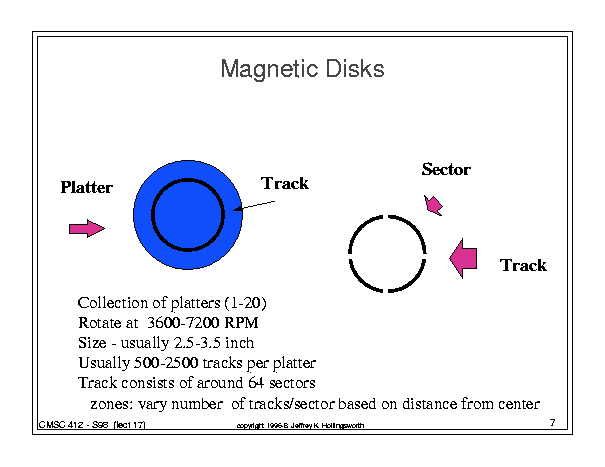 Magnetic Disks
Platter
Track
Sector
Track
Collection of platters (1-20)
Rotate at 3600-7200 RPM
Size - usually 2.5-3.5 inch
Usually 500-2500 tracks per platter
Track consists of around 64 sectors
zones: vary number of tracks/sector based on distance from center
CMSC 412 - S98 (lect 17)
copyright 1996-8 Jeffrey K. Hollingsworth
7